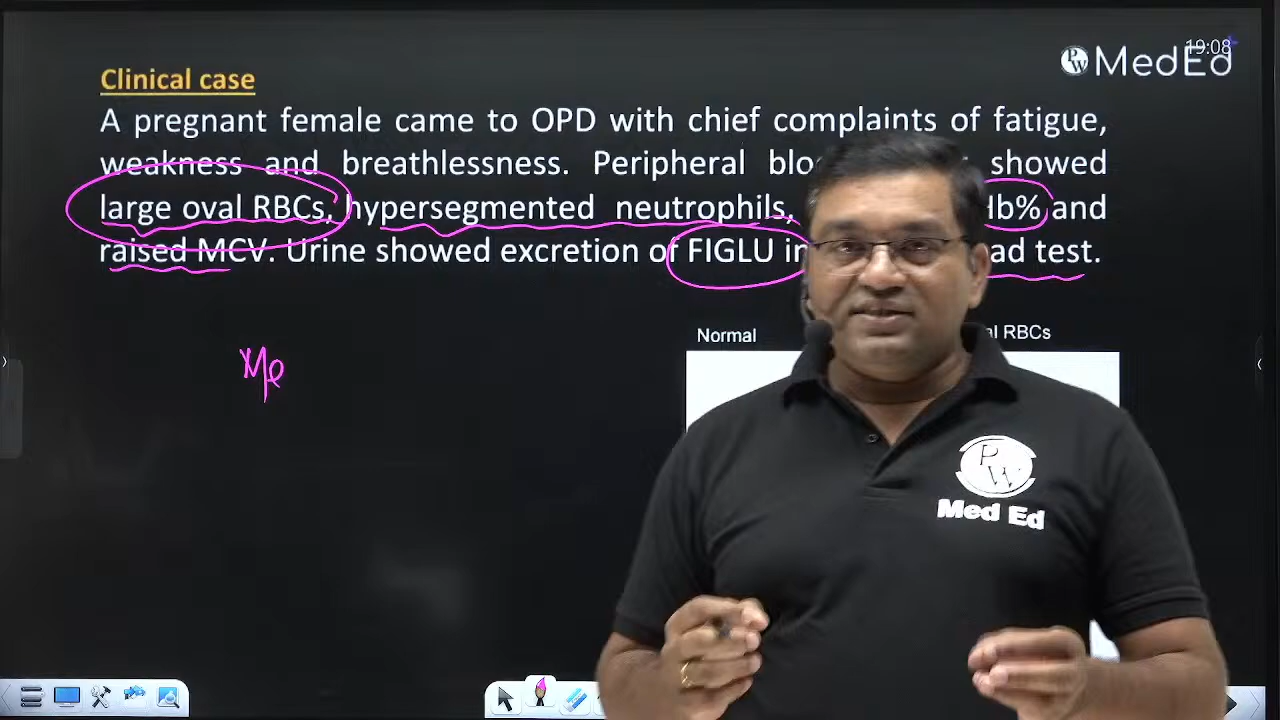 19:08
PW MedEd
Clinical case
A pregnant female came to OPD with chief complaints of fatigue,
weakness and breathlessness. Peripheral showed
large oval RBCs, hypersegmented neutrophils, Hb%, and
raised MCV. Urine showed excretion of FIGLU in test.
Normal RBCs
Me
PW
Med Ed